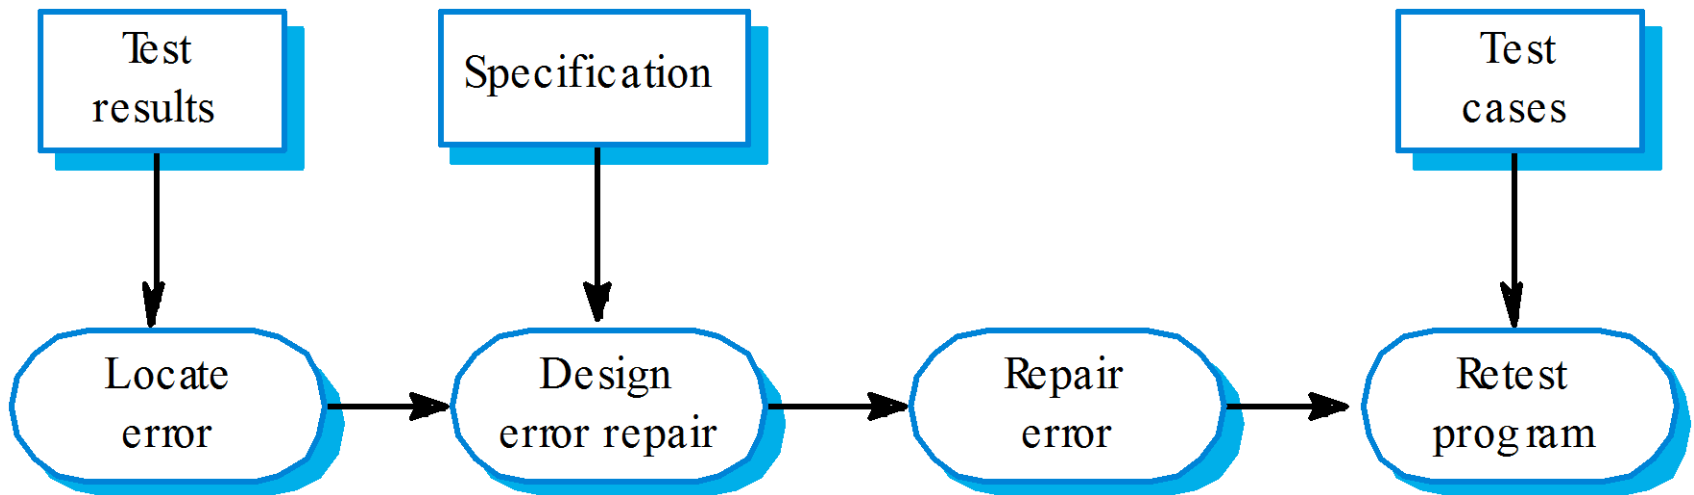 Test
results
Specification
Test
cases
Locate
error
Design
error repair
Repair
error
Retest
program